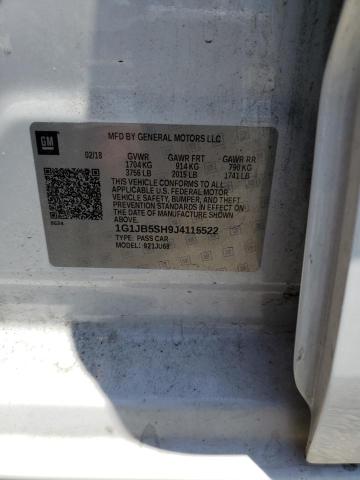 GM
MFD BY GENERAL MOTORS LLC
02/18 GVWR GAWR FRT GAWR RR
1704 KG 914 KG 790 KG
3756 LB 2015 LB 1741 LB
THIS VEHICLE CONFORMS TO ALL
APPLICABLE U.S. FEDERAL MOTOR
VEHICLE SAFETY, BUMPER, AND THEFT
PREVENTION STANDARDS IN EFFECT ON
THE DATE OF MANUFACTURE SHOWN ABOVE.
1G1JB5SH9J4115522
TYPE: PASS CAR
MODEL: 621JU69